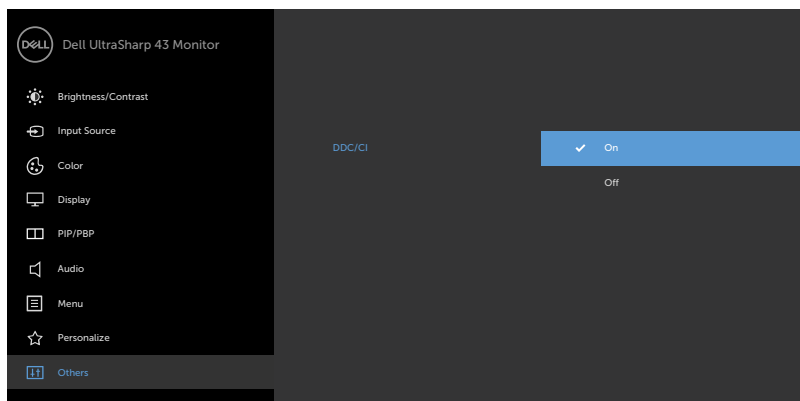 DELL
Dell UltraSharp 43 Monitor
Brightness/Contrast
Input Source
Color
Display
PIP/PBP
Audio
Menu
Personalize
Others
DDC/CI
On
Off